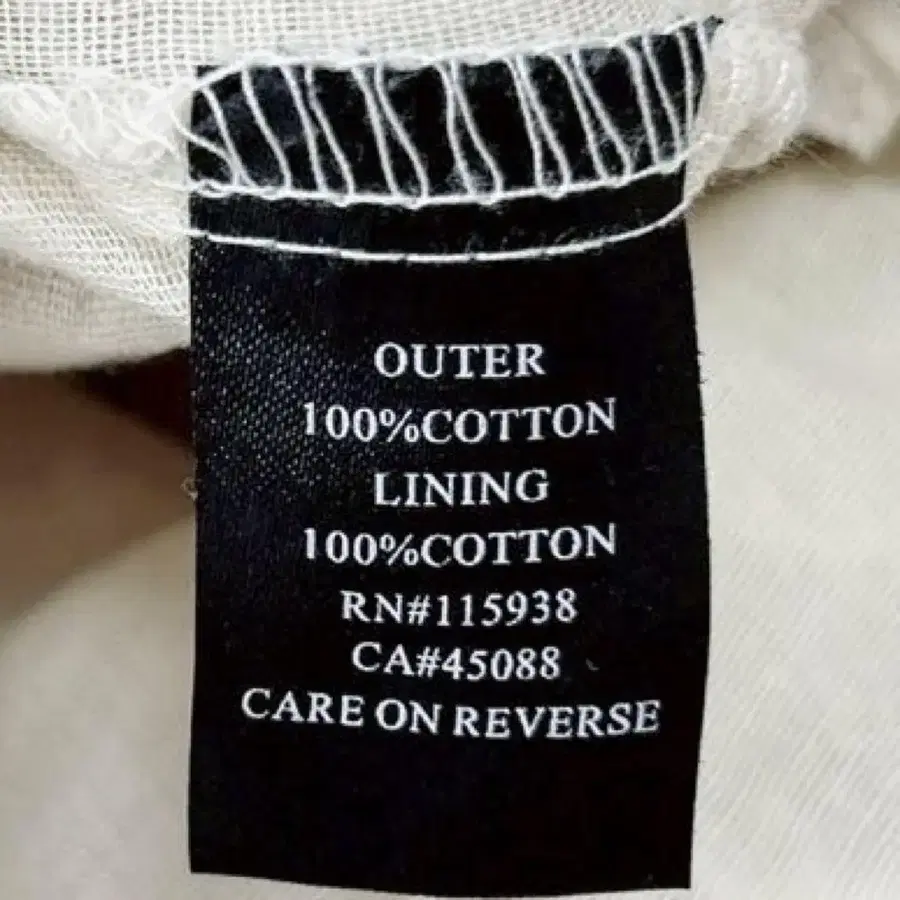 OUTER
100%COTTON
LINING
100%COTTON
RN#115938
CA#45088
CARE ON REVERSE